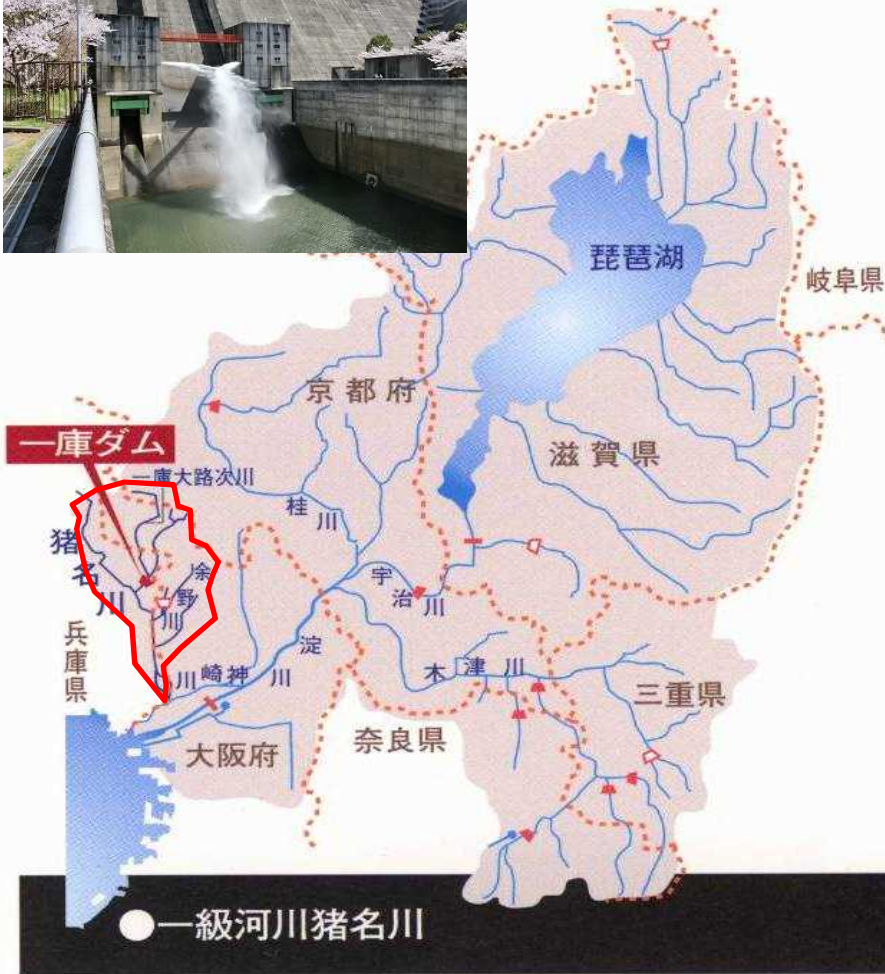 琵琶湖
岐阜県
京都府
滋賀県
一庫ダム
一庫大路次川
桂川
猪名川
余野川
宇治川
兵庫県
淀川
神崎川
木津川
三重県
奈良県
大阪府
●一級河川猪名川